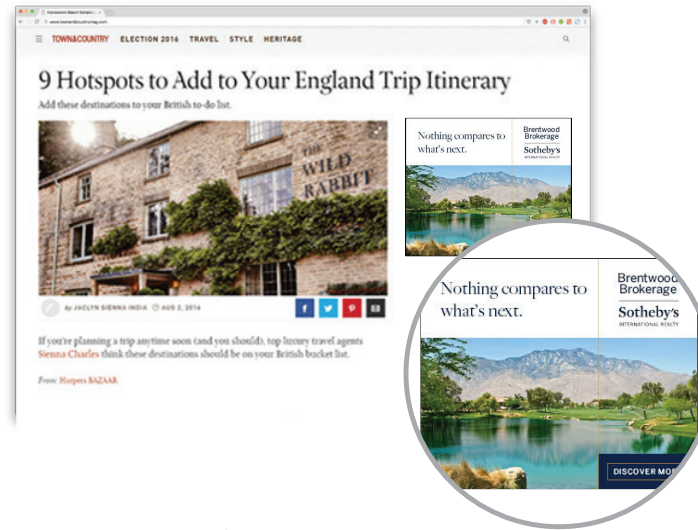 www.townandcountrymag.com
TOWN&COUNTRY ELECTION 2016 TRAVEL STYLE HERITAGE
9 Hotspots to Add to Your England Trip Itinerary
Add these destinations to your British to-do list.
THE
WILD
RABBIT
by JACLYN SIENNA INDIA AUG 2, 2016
If you're planning a trip anytime soon (and you should), top luxury travel agents
Sienna Charles think these destinations should be on your British bucket list.
From: Harpers BAZAAR
Nothing compares to
what's next.
Brentwood
Brokerage
Sotheby's
INTERNATIONAL REALTY
Nothing compares to
what's next.
Brentwood
Brokerage
Sotheby's
INTERNATIONAL REALTY
DISCOVER MOR